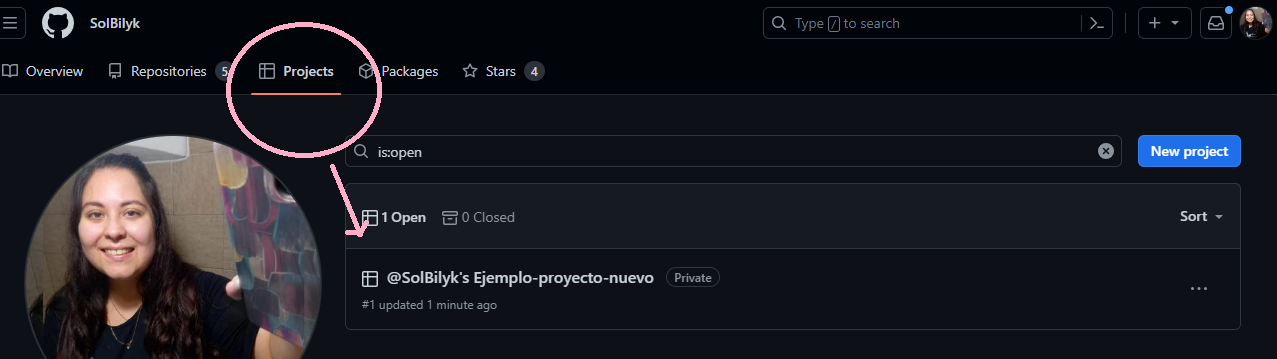 SolBilyk
Type / to search
Overview
Repositories 5
Projects
Packages
Stars 4
is:open
New project
1 Open
0 Closed
Sort
@SolBilyk's Ejemplo-proyecto-nuevo
Private
#1 updated 1 minute ago